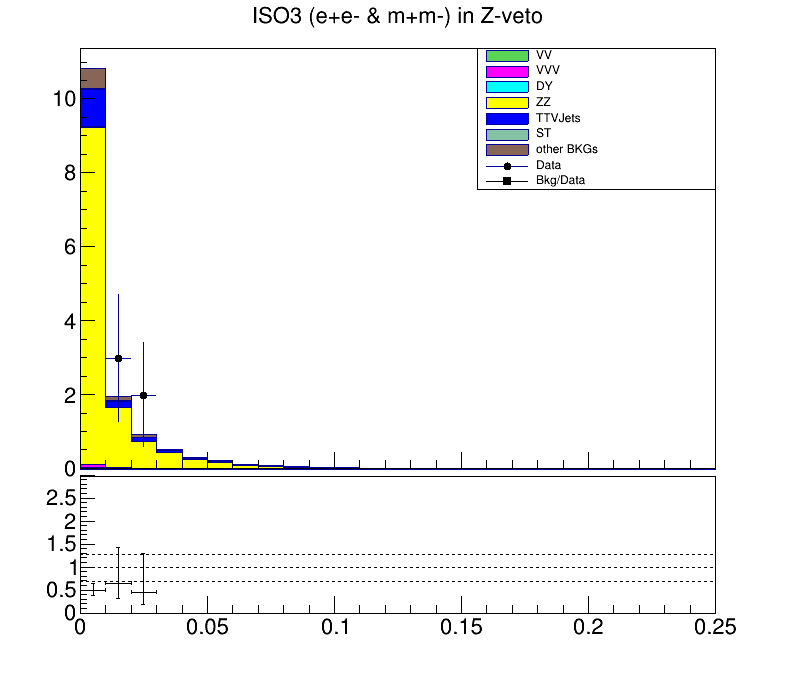 ISO3 (e+e- & m+m-) in Z-veto
VV
VVV
DY
ZZ
TTVJets
ST
other BKGs
Data
Bkg/Data
10
8
6
4
2
0
2.5
2
1.5
1
0.5
0
0 0.05 0.1 0.15 0.2 0.25